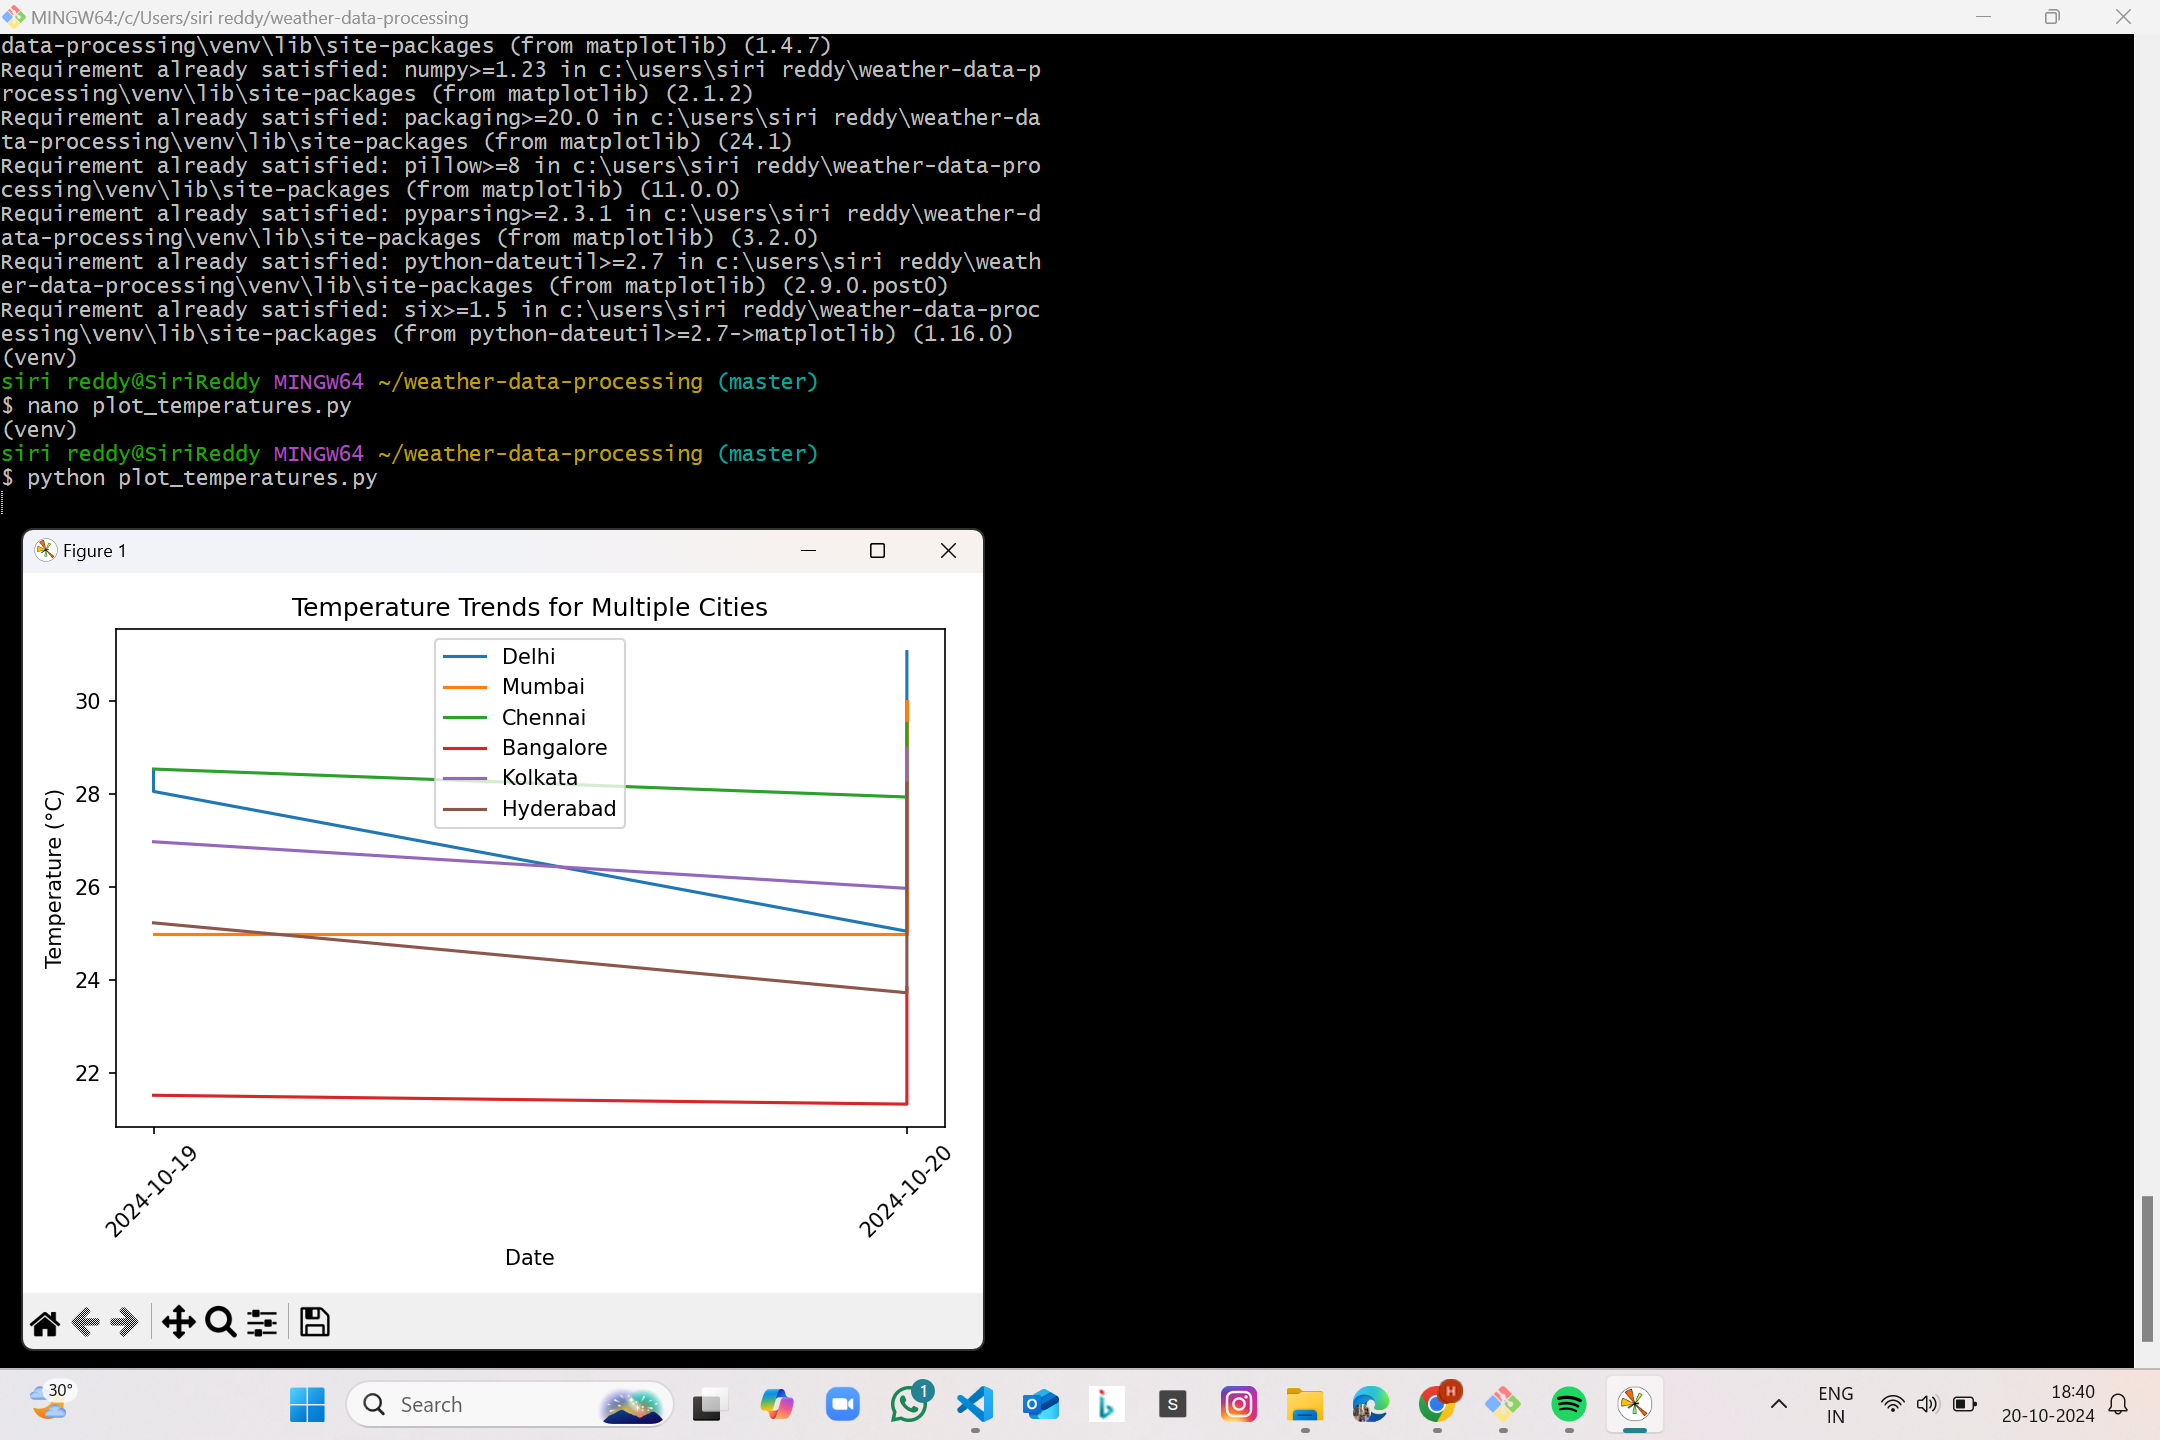 MINGW64:/c/Users/siri reddy/weather-data-processing
data-processing\venv\lib\site-packages (from matplotlib) (1.4.7)
Requirement already satisfied: numpy>=1.23 in c:\users\siri reddy\weather-data-p
rocessing\venv\lib\site-packages (from matplotlib) (2.1.2)
Requirement already satisfied: packaging>=20.0 in c:\users\siri reddy\weather-da
ta-processing\venv\lib\site-packages (from matplotlib) (24.1)
Requirement already satisfied: pillow>=8 in c:\users\siri reddy\weather-data-pro
cessing\venv\lib\site-packages (from matplotlib) (11.0.0)
Requirement already satisfied: pyparsing>=2.3.1 in c:\users\siri reddy\weather-d
ata-processing\venv\lib\site-packages (from matplotlib) (3.2.0)
Requirement already satisfied: python-dateutil>=2.7 in c:\users\siri reddy\weath
er-data-processing\venv\lib\site-packages (from matplotlib) (2.9.0.post0)
Requirement already satisfied: six>=1.5 in c:\users\siri reddy\weather-data-proc
essing\venv\lib\site-packages (from python-dateutil>=2.7->matplotlib) (1.16.0)
(venv)
siri reddy@SiriReddy MINGW64 ~/weather-data-processing (master)
$ nano plot_temperatures.py
(venv)
siri reddy@SiriReddy MINGW64 ~/weather-data-processing (master)
$ python plot_temperatures.py
Figure 1
Temperature Trends for Multiple Cities
Delhi
Mumbai
Chennai
Bangalore
Kolkata
Hyderabad
30
28
26
24
22
Temperature (°C)
2024-10-19
2024-10-20
Date
30°
Search
1
S
H
ENG
IN
18:40
20-10-2024